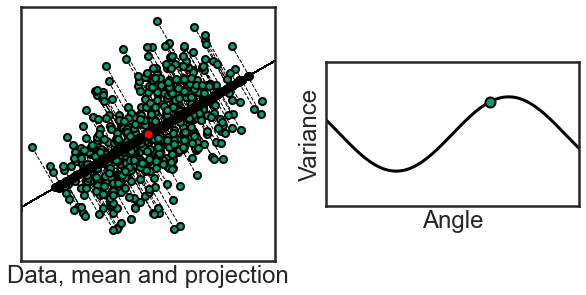 Data, mean and projection
Variance
Angle